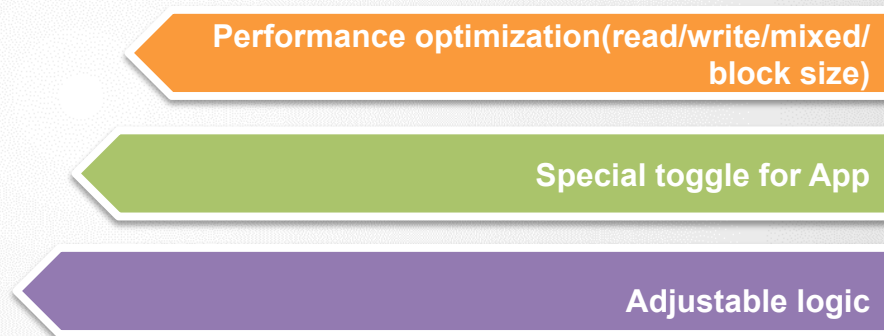 Performance optimization(read/write/mixed/
block size)
Special toggle for App
Adjustable logic